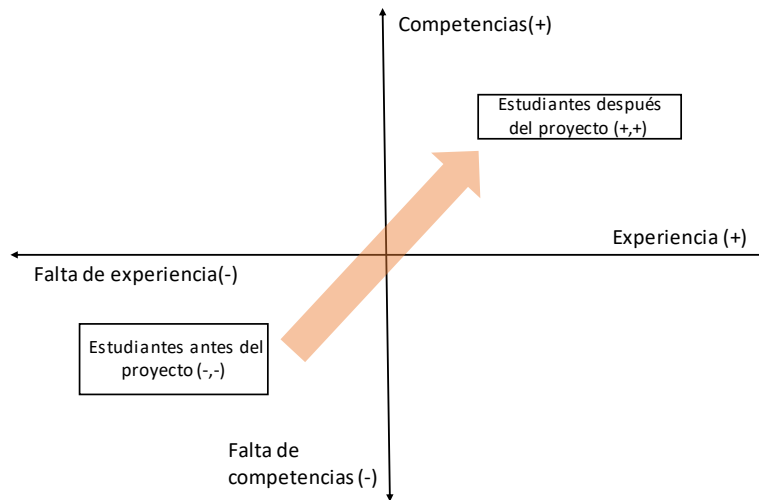 Competencias(+)
Estudiantes después
del proyecto (+,+)
Experiencia (+)
Falta de experiencia(-)
Estudiantes antes del
proyecto (-,-)
Falta de
competencias (-)